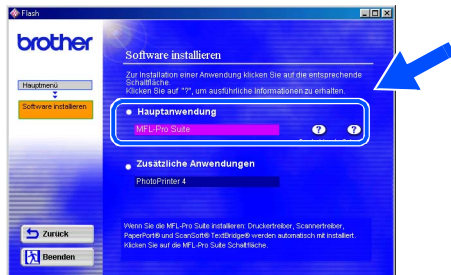 Flash
brother
Software installieren
Zur Installation einer Anwendung klicken Sie auf die entsprechende
Schaltfläche.
Klicken Sie auf "?", um ausführliche Informationen zu erhalten.
Hauptmenü
Software installieren
Hauptanwendung
MFL-Pro Suite
? ?
Zusätzliche Anwendungen
PhotoPrinter 4
Wenn Sie die MFL-Pro Suite installieren: Druckertreiber, Scannertreiber,
PaperPort® und ScanSoft® TextBridge® werden automatisch mit installiert.
Klicken Sie auf die MFL-Pro Suite Schaltfläche.
Zurück
Beenden